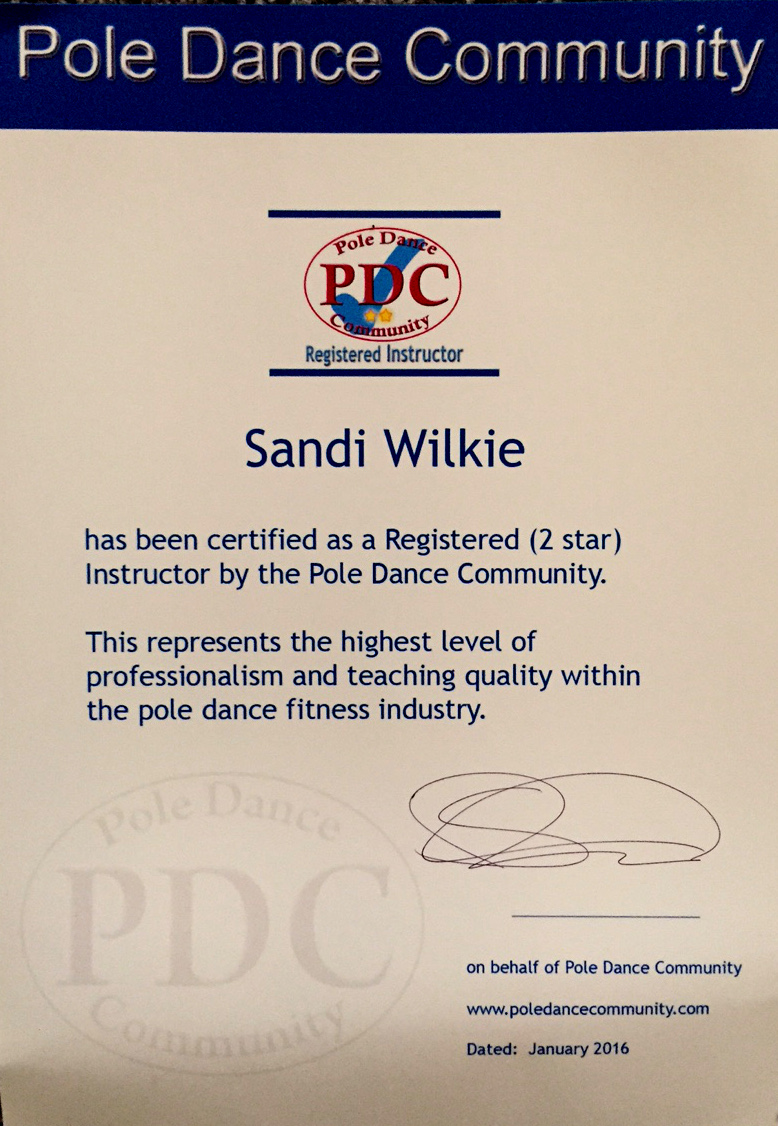 Pole Dance Community
Pole Dance
PDC
Community
Registered Instructor
Sandi Wilkie
has been certified as a Registered (2 star)
Instructor by the Pole Dance Community.
This represents the highest level of
professionalism and teaching quality within
the pole dance fitness industry.
Pole Dance
PDC
Community
on behalf of Pole Dance Community
www.poledancecommunity.com
Dated: January 2016